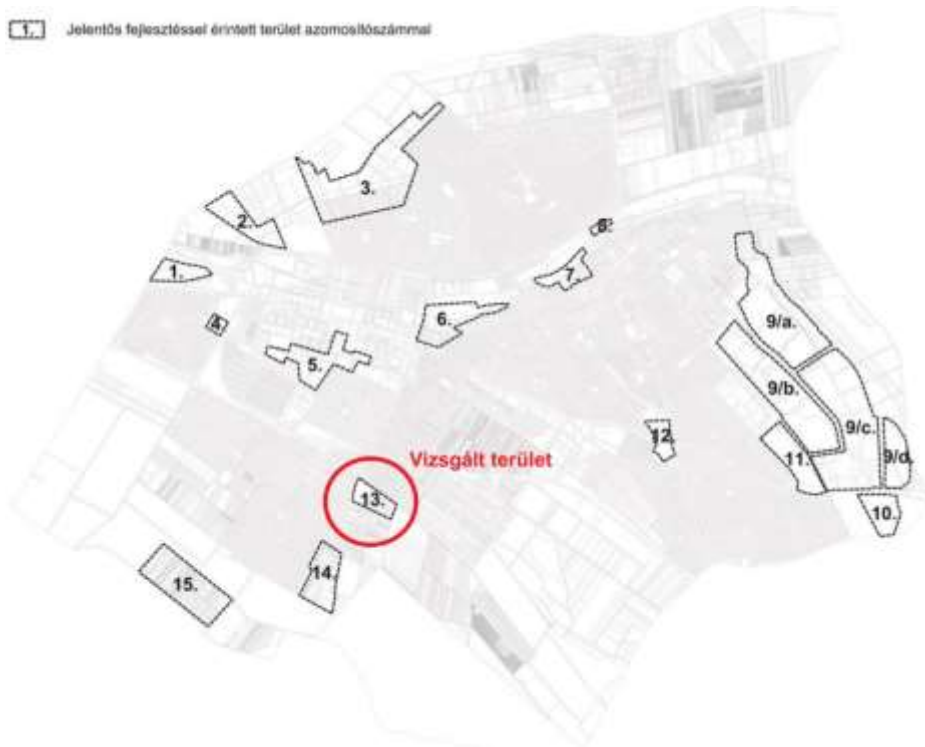 1. Jelentős fejlesztéssel érintett terület azomosítószámmal
3.
2.
8.
1.
7.
6.
9/a.
4.
5.
9/b.
9/c.
12.
11.
9/d.
Vizsgált terület
13.
10.
14.
15.